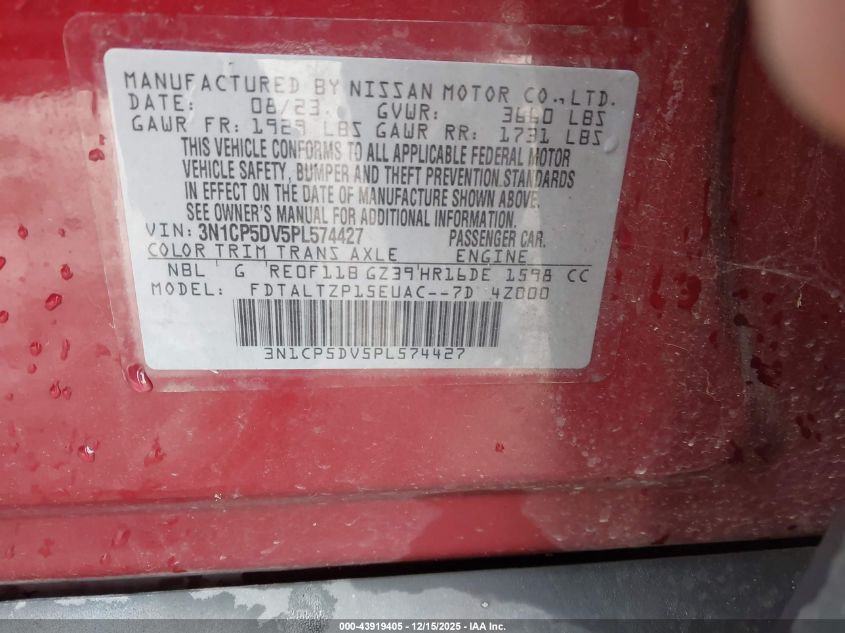 MANUFACTURED BY NISSAN MOTOR CO., LTD.
DATE: 08/23 GVWR: 3660 LBS
GAWR FR: 1929 LBS GAWR RR: 1731 LBS
THIS VEHICLE CONFORMS TO ALL APPLICABLE FEDERAL MOTOR
VEHICLE SAFETY, BUMPER AND THEFT PREVENTION STANDARDS
IN EFFECT ON THE DATE OF MANUFACTURE SHOWN ABOVE.
SEE OWNER'S MANUAL FOR ADDITIONAL INFORMATION.
VIN: 3N1CP5DV5PL574427 PASSENGER CAR.
COLOR TRIM TRANS AXLE ENGINE
NBL G RE0F11B GZ39 HR16DE 1598 CC
MODEL: FDTALTZP15EUAC--7D 4Z000
3N1CP5DV5PL574427
000-43919405 - 12/15/2025 - IAA Inc.